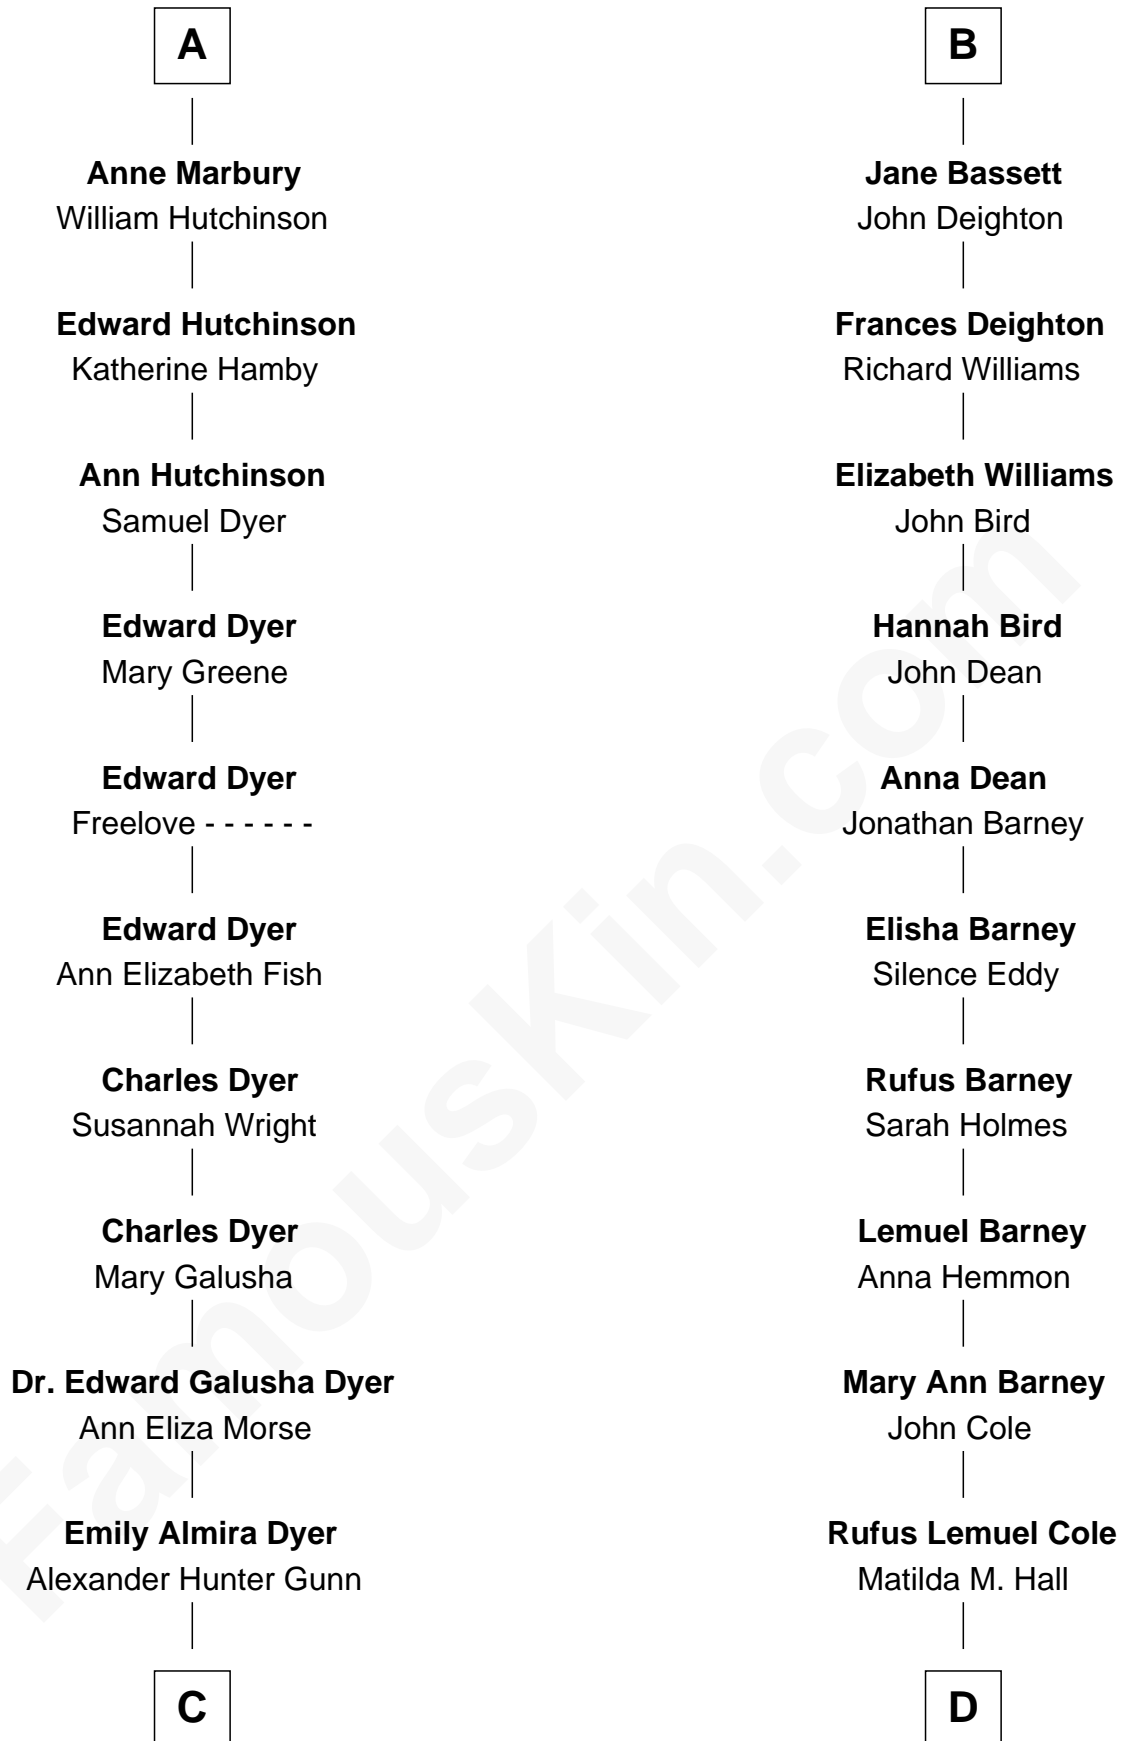 A
Anne Marbury
William Hutchinson
Edward Hutchinson
Katherine Hamby
Ann Hutchinson
Samuel Dyer
Edward Dyer
Mary Greene
Edward Dyer
Freelove - - - - - -
Edward Dyer
Ann Elizabeth Fish
Charles Dyer
Susannah Wright
Charles Dyer
Mary Galusha
Dr. Edward Galusha Dyer
Ann Eliza Morse
Emily Almira Dyer
Alexander Hunter Gunn
C
B
Jane Bassett
John Deighton
Frances Deighton
Richard Williams
Elizabeth Williams
John Bird
Hannah Bird
John Dean
Anna Dean
Jonathan Barney
Elisha Barney
Silence Eddy
Rufus Barney
Sarah Holmes
Lemuel Barney
Anna Hemmon
Mary Ann Barney
John Cole
Rufus Lemuel Cole
Matilda M. Hall
D
FamousKin.com